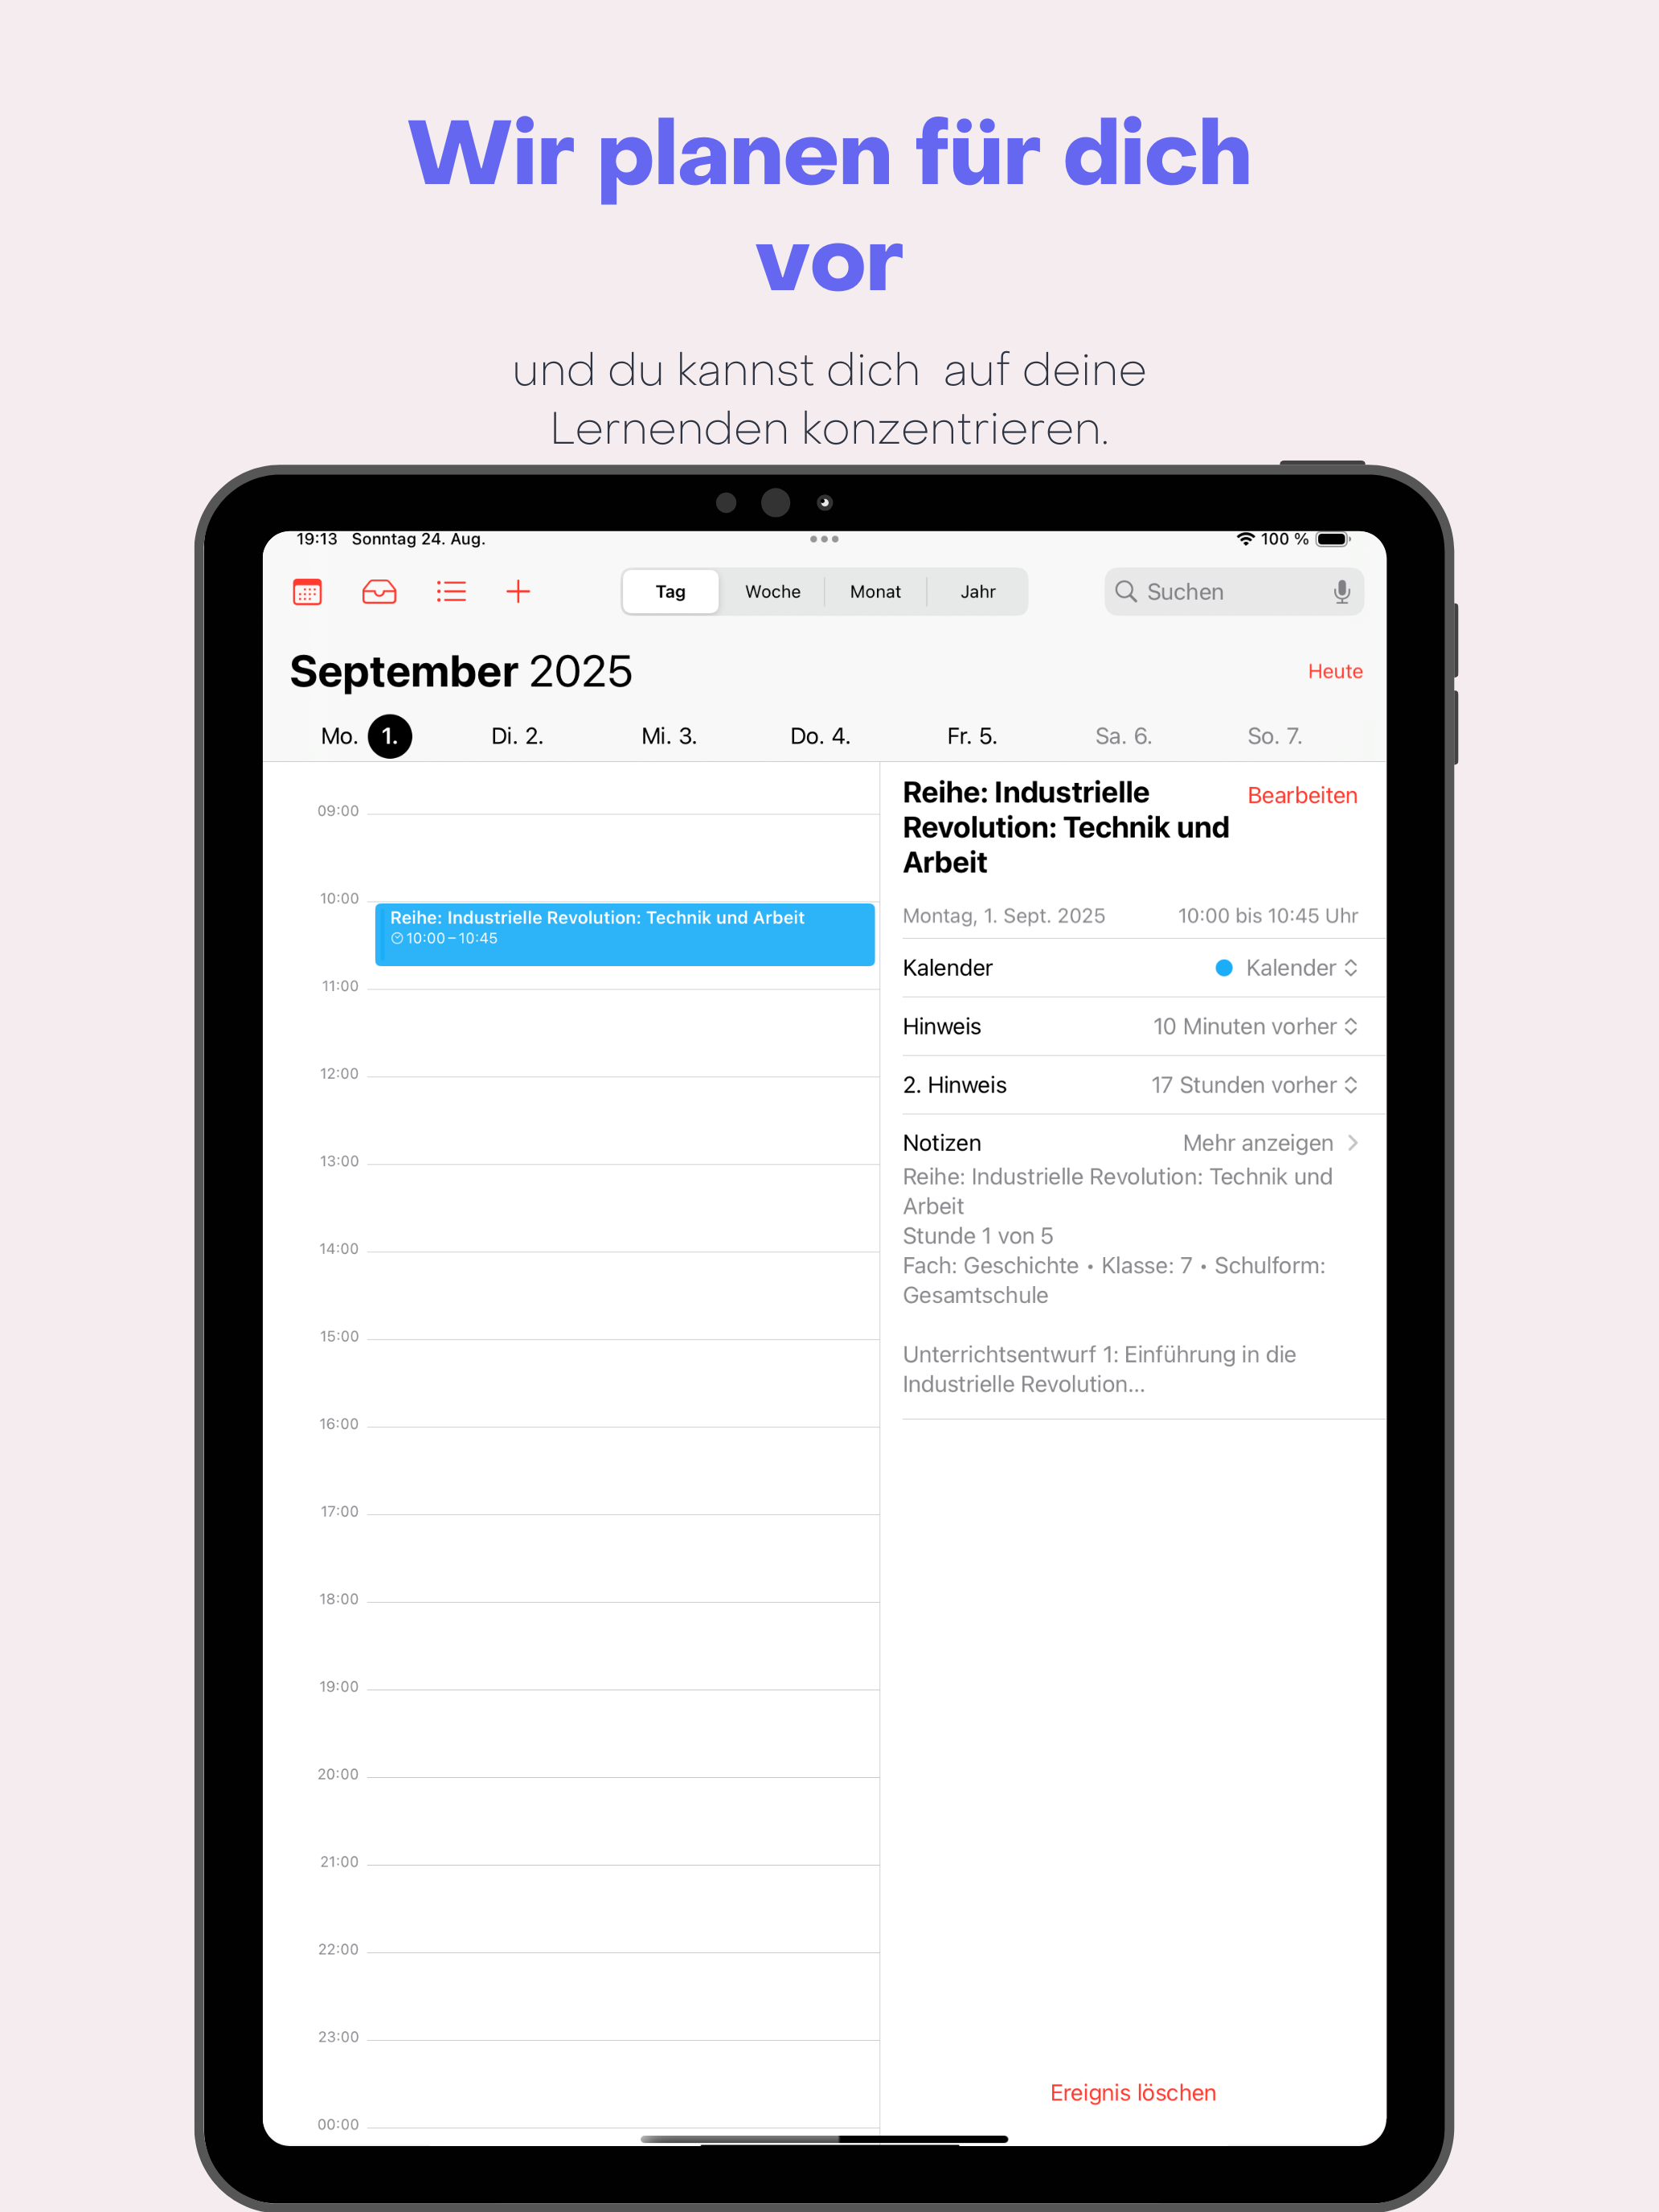 Wir planen für dich
vor
und du kannst dich  auf deine
Lernenden konzentrieren.
19:13 Sonntag 24. Aug.
100 %
Tag
Woche
Monat
Jahr
Suchen
September 2025
Heute
Mo. 1.
Di. 2.
Mi. 3.
Do. 4.
Fr. 5.
Sa. 6.
So. 7.
09:00
10:00
Reihe: Industrielle Revolution: Technik und Arbeit
10:00 – 10:45
11:00
12:00
13:00
14:00
15:00
16:00
17:00
18:00
19:00
20:00
21:00
22:00
23:00
00:00
Reihe: Industrielle
Revolution: Technik und
Arbeit
Bearbeiten
Montag, 1. Sept. 2025
10:00 bis 10:45 Uhr
Kalender
Kalender
Hinweis
10 Minuten vorher
2. Hinweis
17 Stunden vorher
Notizen
Mehr anzeigen
Reihe: Industrielle Revolution: Technik und
Arbeit
Stunde 1 von 5
Fach: Geschichte • Klasse: 7 • Schulform:
Gesamtschule
Unterrichtsentwurf 1: Einführung in die
Industrielle Revolution...
Ereignis löschen